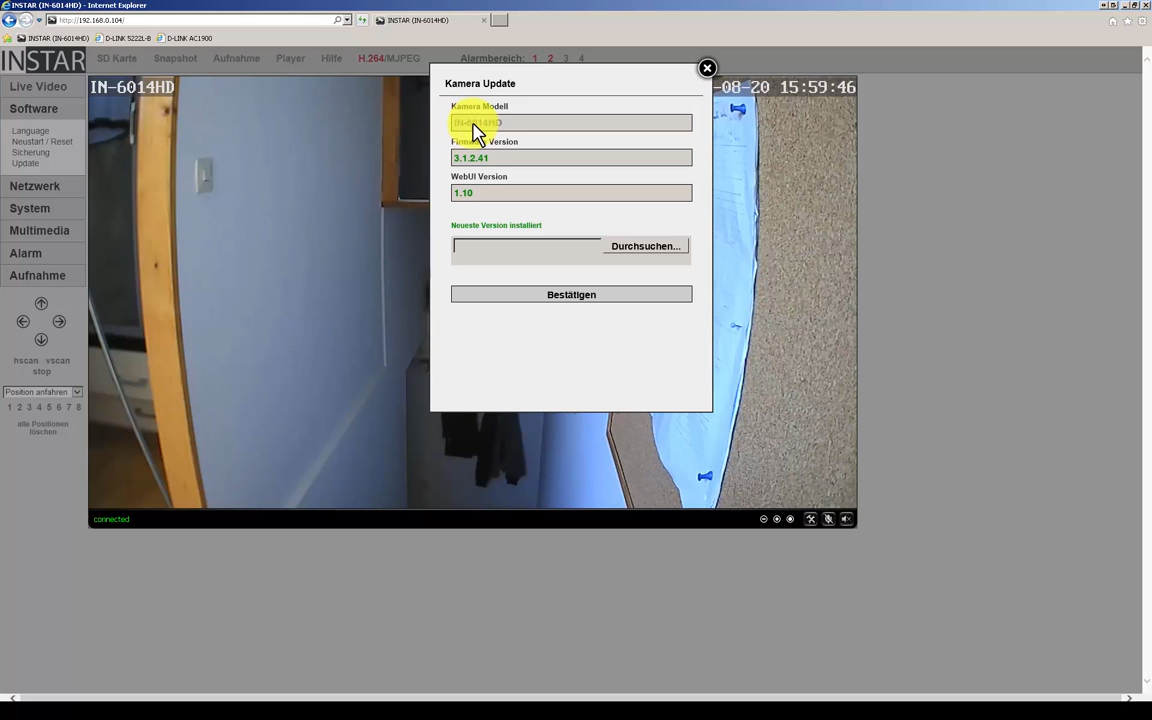 INSTAR (IN-6014HD) - Internet Explorer
http://192.168.0.104/
INSTAR (IN-6014HD)
INSTAR (IN-6014HD) D-LINK 5222L-B D-LINK AC1900
INSTAR
SD Karte Snapshot Aufnahme Player Hilfe H.264/MJPEG Alarmbereich: 1 2 3 4
Live Video
Software
Language
Neustart / Reset
Sicherung
Update
Netzwerk
System
Multimedia
Alarm
Aufnahme
hscan vscan
stop
Position anfahren
1 2 3 4 5 6 7 8
alle Positionen
löschen
IN-6014HD
-08-20 15:59:46
Kamera Update
Kamera Modell
IN-6014HD
Firmware Version
3.1.2.41
WebUI Version
1.10
Neueste Version installiert
Durchsuchen...
Bestätigen
connected